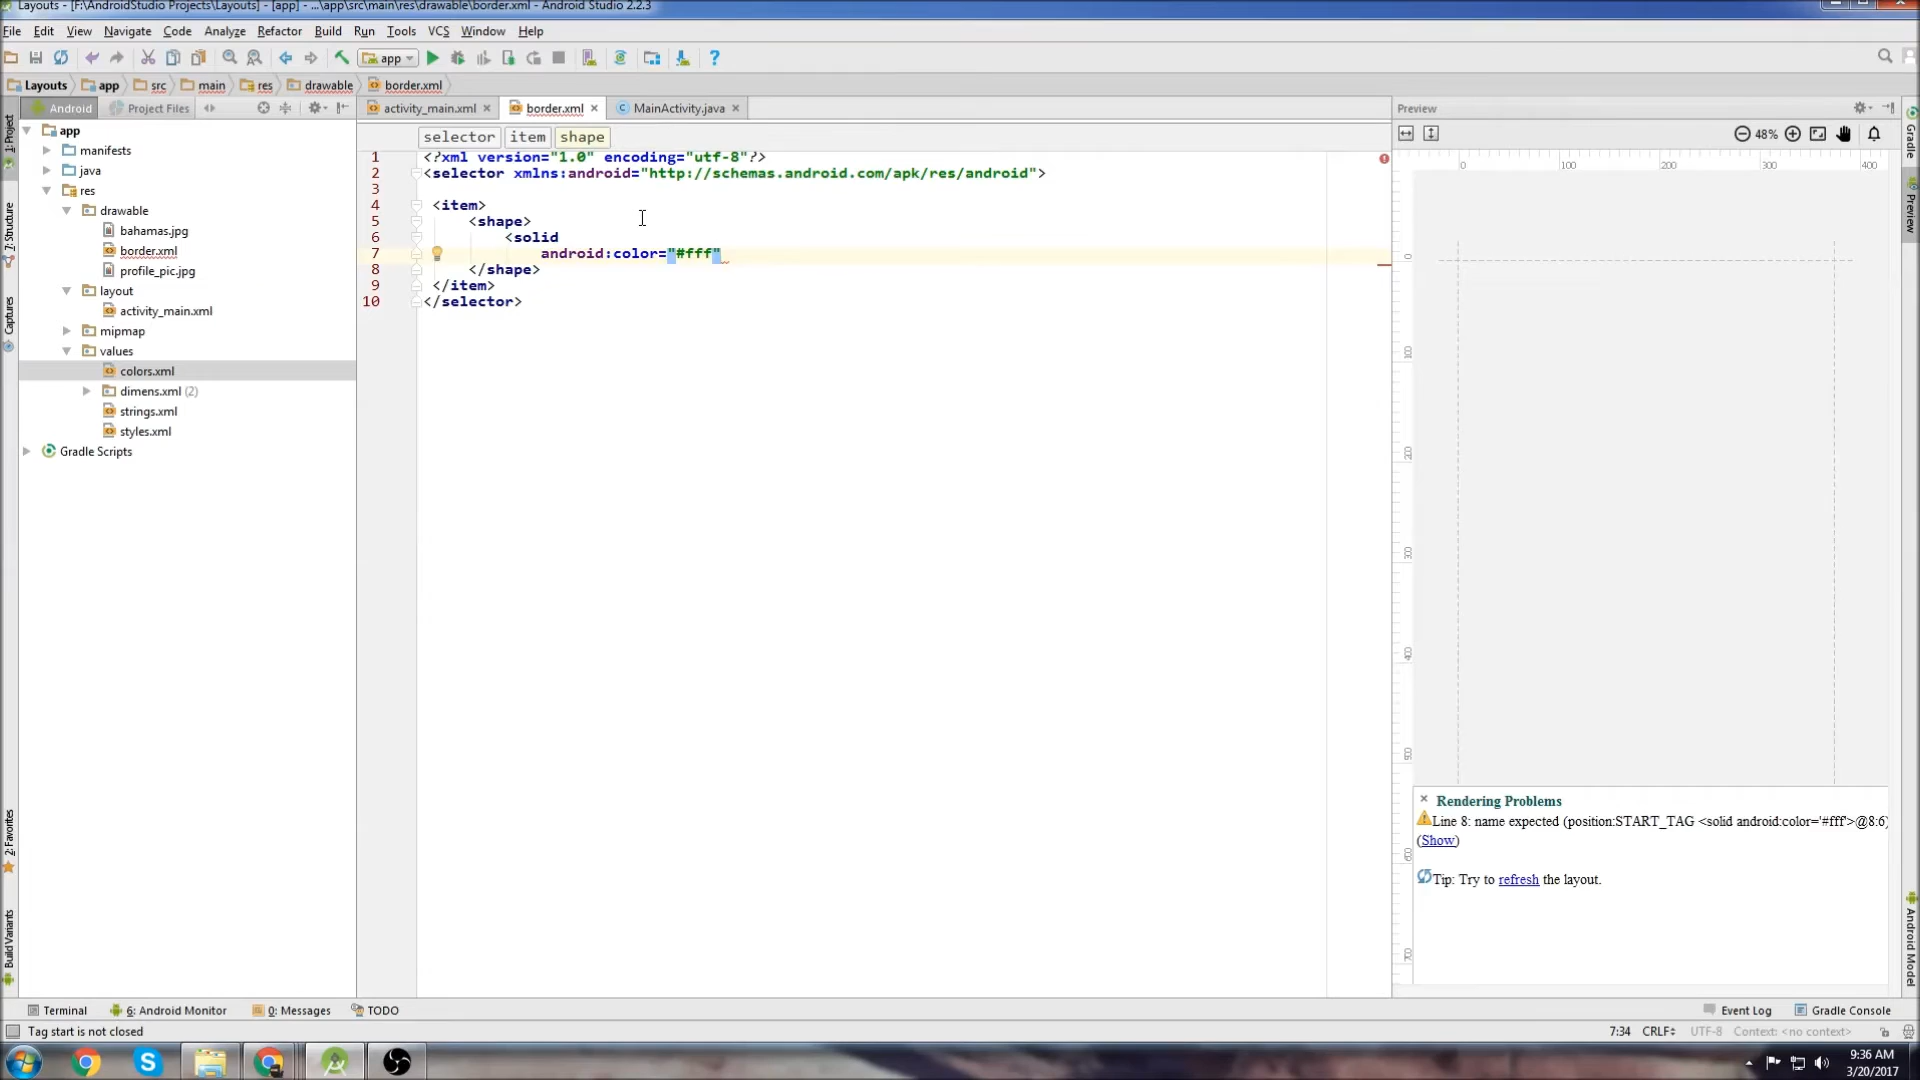 Layouts - [F:\AndroidStudio Projects\Layouts] - [app] - ...\app\src\main\res\drawable\border.xml - Android Studio 2.2.3
File Edit View Navigate Code Analyze Refactor Build Run Tools VCS Window Help
app
Layouts app src main res drawable border.xml
Android Project Files
activity_main.xml border.xml MainActivity.java
Preview
selector item shape
48%
app
manifests
java
res
drawable
bahamas.jpg
border.xml
profile_pic.jpg
layout
activity_main.xml
mipmap
values
colors.xml
dimens.xml (2)
strings.xml
styles.xml
Gradle Scripts
1 <?xml version="1.0" encoding="utf-8"?>
2 <selector xmlns:android="http://schemas.android.com/apk/res/android">
3
4 <item>
5 <shape>
6 <solid
7 android:color="#fff"
8 </shape>
9 </item>
10 </selector>
0 100 200 300 400
0
100
200
300
400
Rendering Problems
Line 8: name expected (position:START_TAG <solid android:color='#fff'>@8:6)
(Show)
Tip: Try to refresh the layout.
1: Project
7: Structure
Captures
2: Favorites
Build Variants
Gradle
Preview
Android Model
Terminal 6: Android Monitor 0: Messages TODO
Event Log Gradle Console
Tag start is not closed
7:34 CRLF UTF-8 Context: <no context>
9:36 AM
3/20/2017